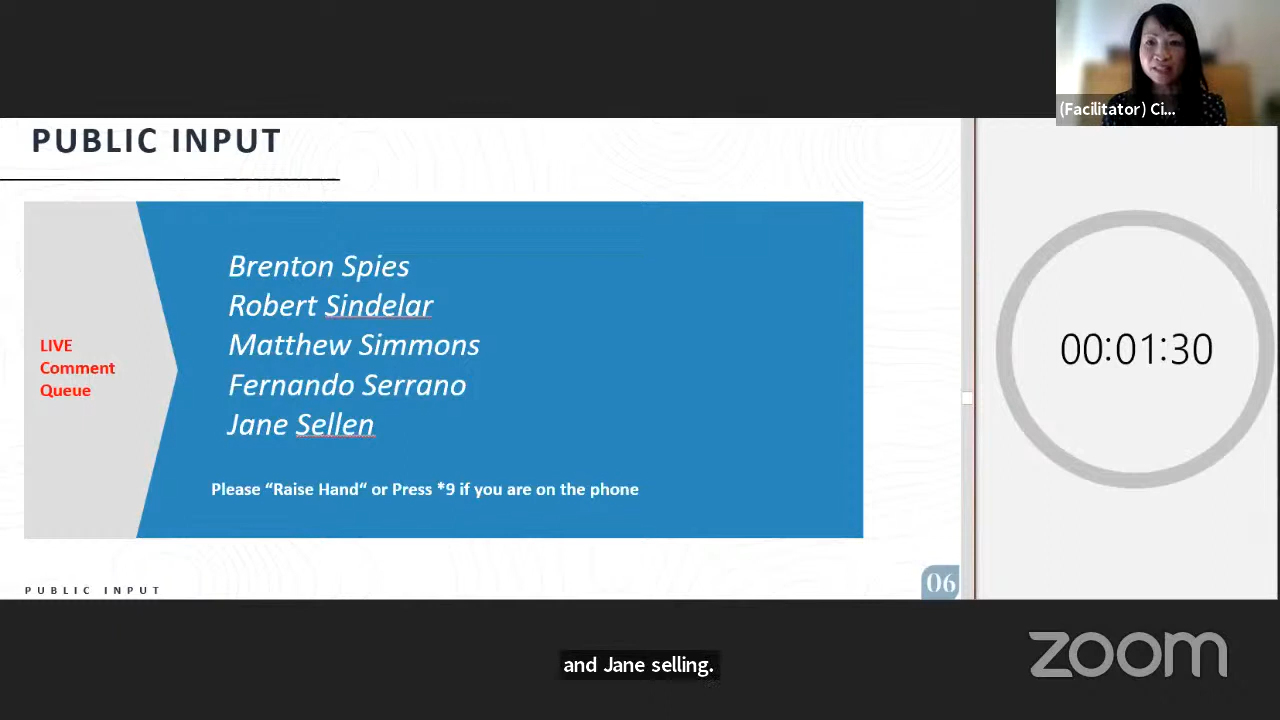 (Facilitator) Ci...
PUBLIC INPUT
LIVE
Comment
Queue
Brenton Spies
Robert Sindelar
Matthew Simmons
Fernando Serrano
Jane Sellen
Please “Raise Hand“ or Press *9 if you are on the phone
00:01:30
PUBLIC INPUT
06
and Jane selling.
zoom